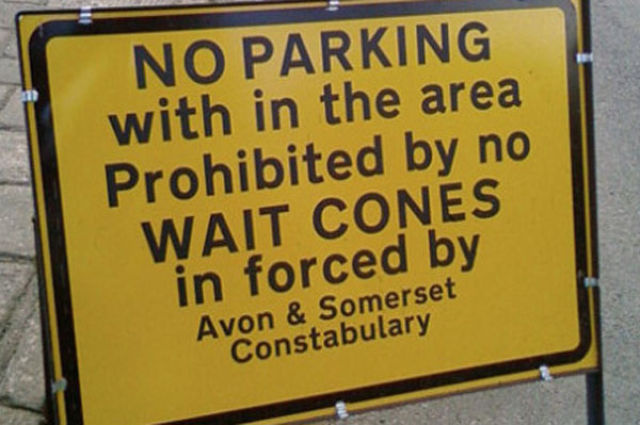 NO PARKING
with in the area
Prohibited by no
WAIT CONES
in forced by
Avon & Somerset
Constabulary